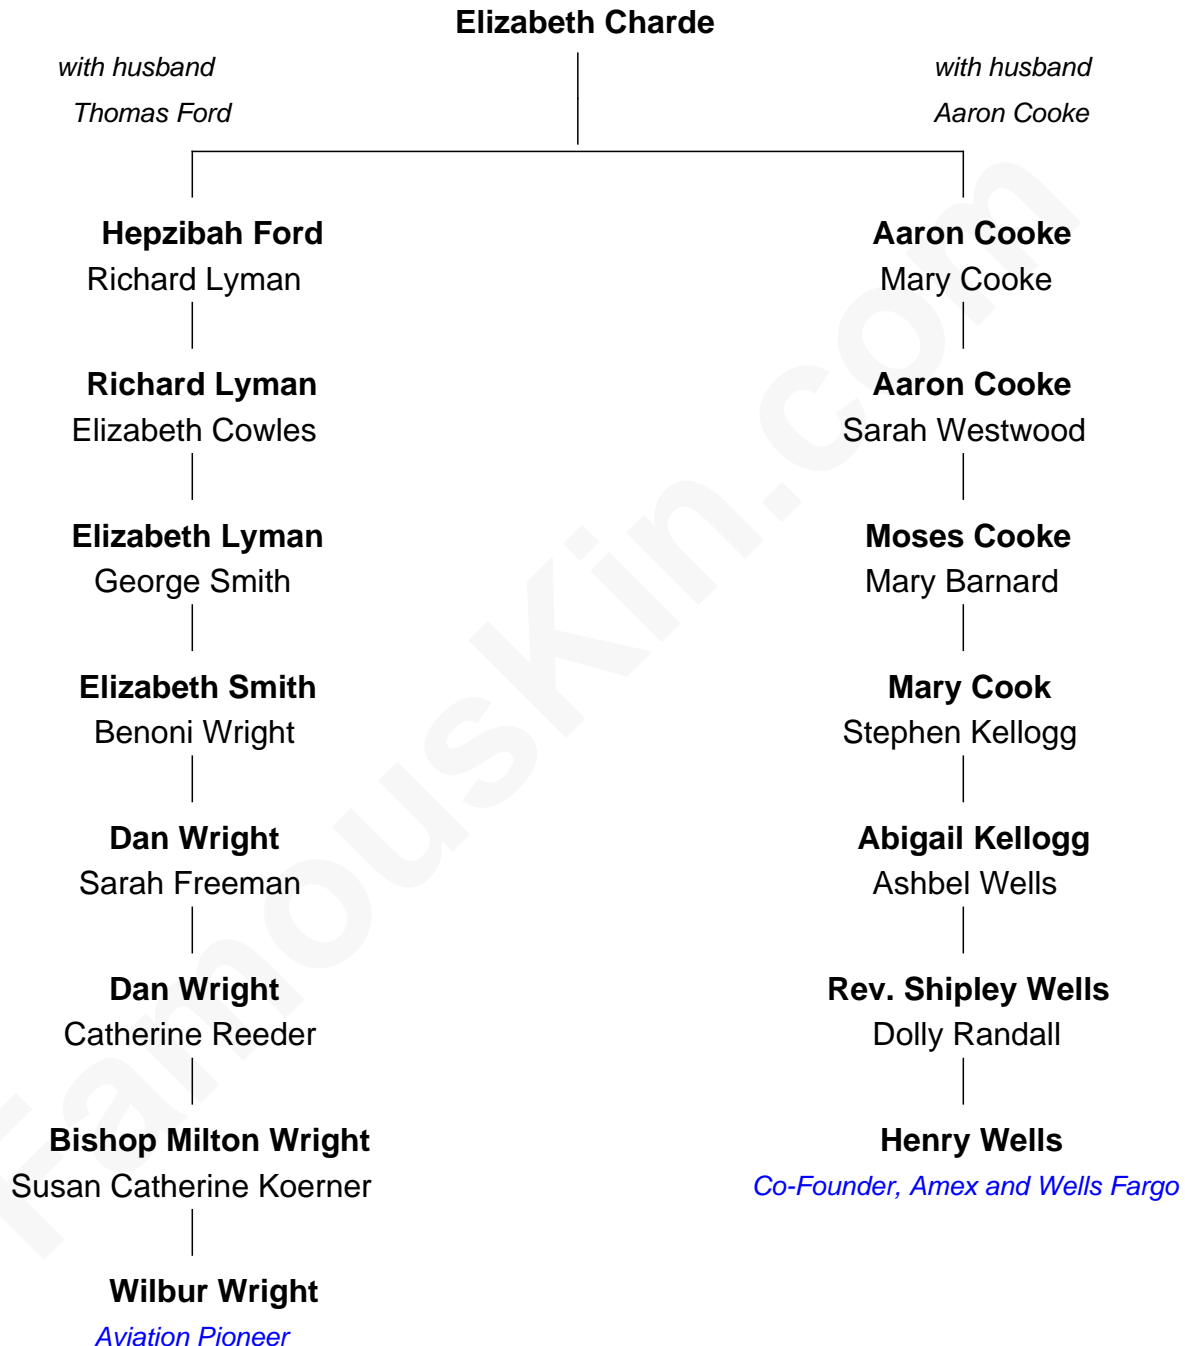 Elizabeth Charde
with husband
Thomas Ford
with husband
Aaron Cooke
Hepzibah Ford
Richard Lyman
Aaron Cooke
Mary Cooke
Richard Lyman
Elizabeth Cowles
Aaron Cooke
Sarah Westwood
Elizabeth Lyman
George Smith
Moses Cooke
Mary Barnard
Elizabeth Smith
Benoni Wright
Mary Cook
Stephen Kellogg
Dan Wright
Sarah Freeman
Abigail Kellogg
Ashbel Wells
Dan Wright
Catherine Reeder
Rev. Shipley Wells
Dolly Randall
Bishop Milton Wright
Susan Catherine Koerner
Henry Wells
Co-Founder, Amex and Wells Fargo
Wilbur Wright
Aviation Pioneer
FamousKin.com